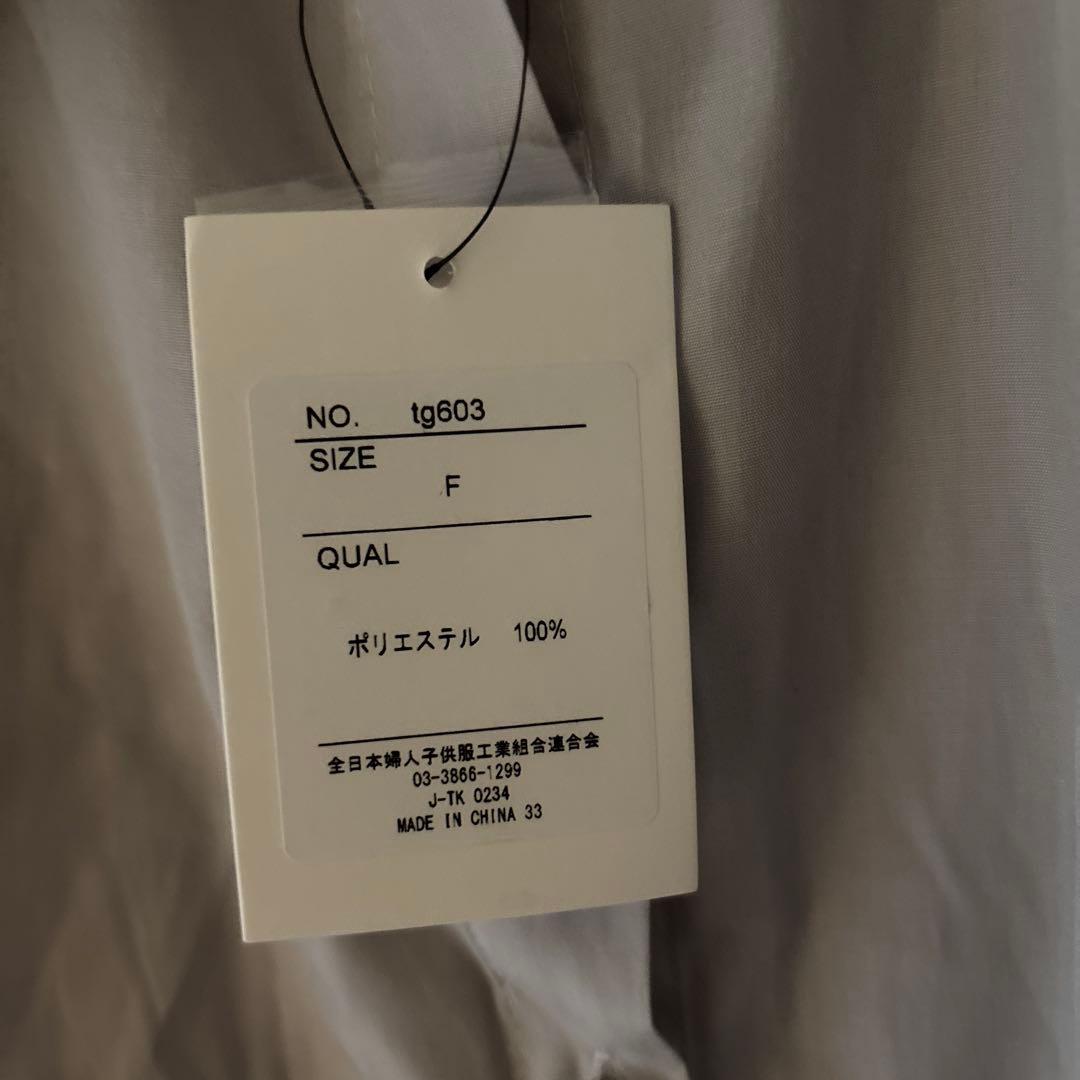 NO. tg603
SIZE
F
QUAL
ポリエステル 100%
全日本婦人子供服工業組合連合会
03-3866-1299
J-TK 0234
MADE IN CHINA 33